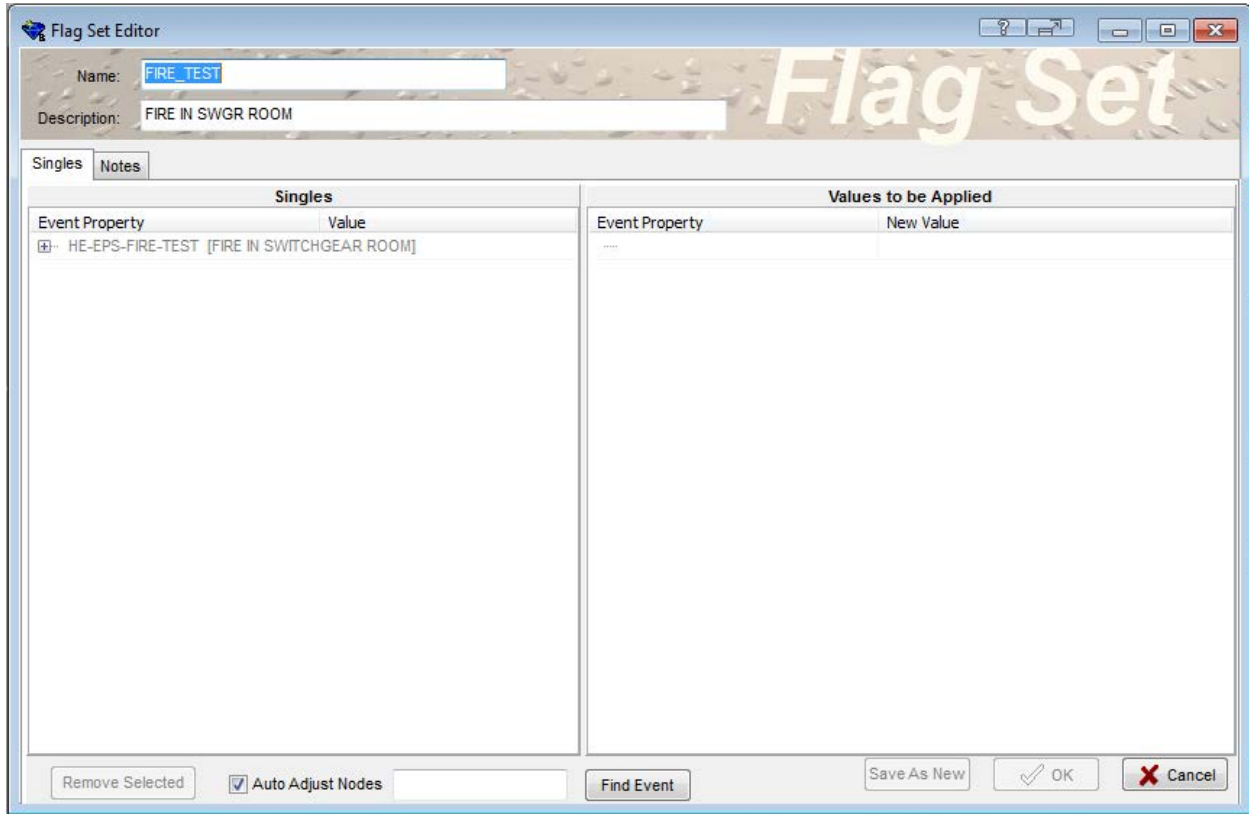 Flag Set Editor
Name: FIRE_TEST
Flag Set
Description: FIRE IN SWGR ROOM
Singles Notes
Singles Values to be Applied
Event Property Value Event Property New Value
HE-EPS-FIRE-TEST [FIRE IN SWITCHGEAR ROOM]
Remove Selected Auto Adjust Nodes Find Event Save As New OK Cancel